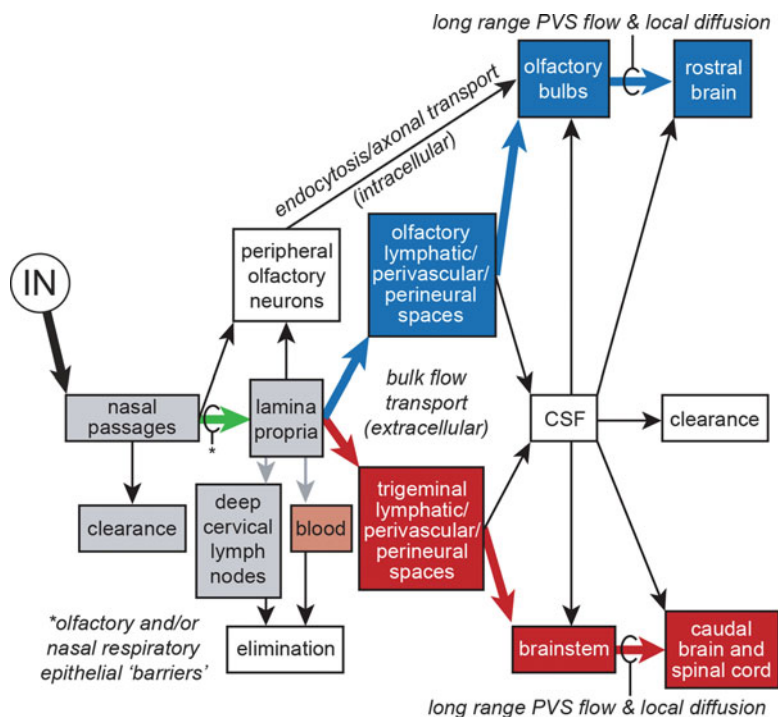 long range PVS flow & local diffusion
olfactory
bulbs
rostral
brain
endocytosis/axonal transport
(intracellular)
peripheral
olfactory
neurons
olfactory
lymphatic/
perivascular/
perineural
spaces
IN
nasal
passages
*
lamina
propria
bulk flow
transport
(extracellular)
CSF
clearance
clearance
deep
cervical
lymph
nodes
blood
trigeminal
lymphatic/
perivascular/
perineural
spaces
*olfactory and/or
nasal respiratory
epithelial ‘barriers’
elimination
brainstem
caudal
brain and
spinal cord
long range PVS flow & local diffusion